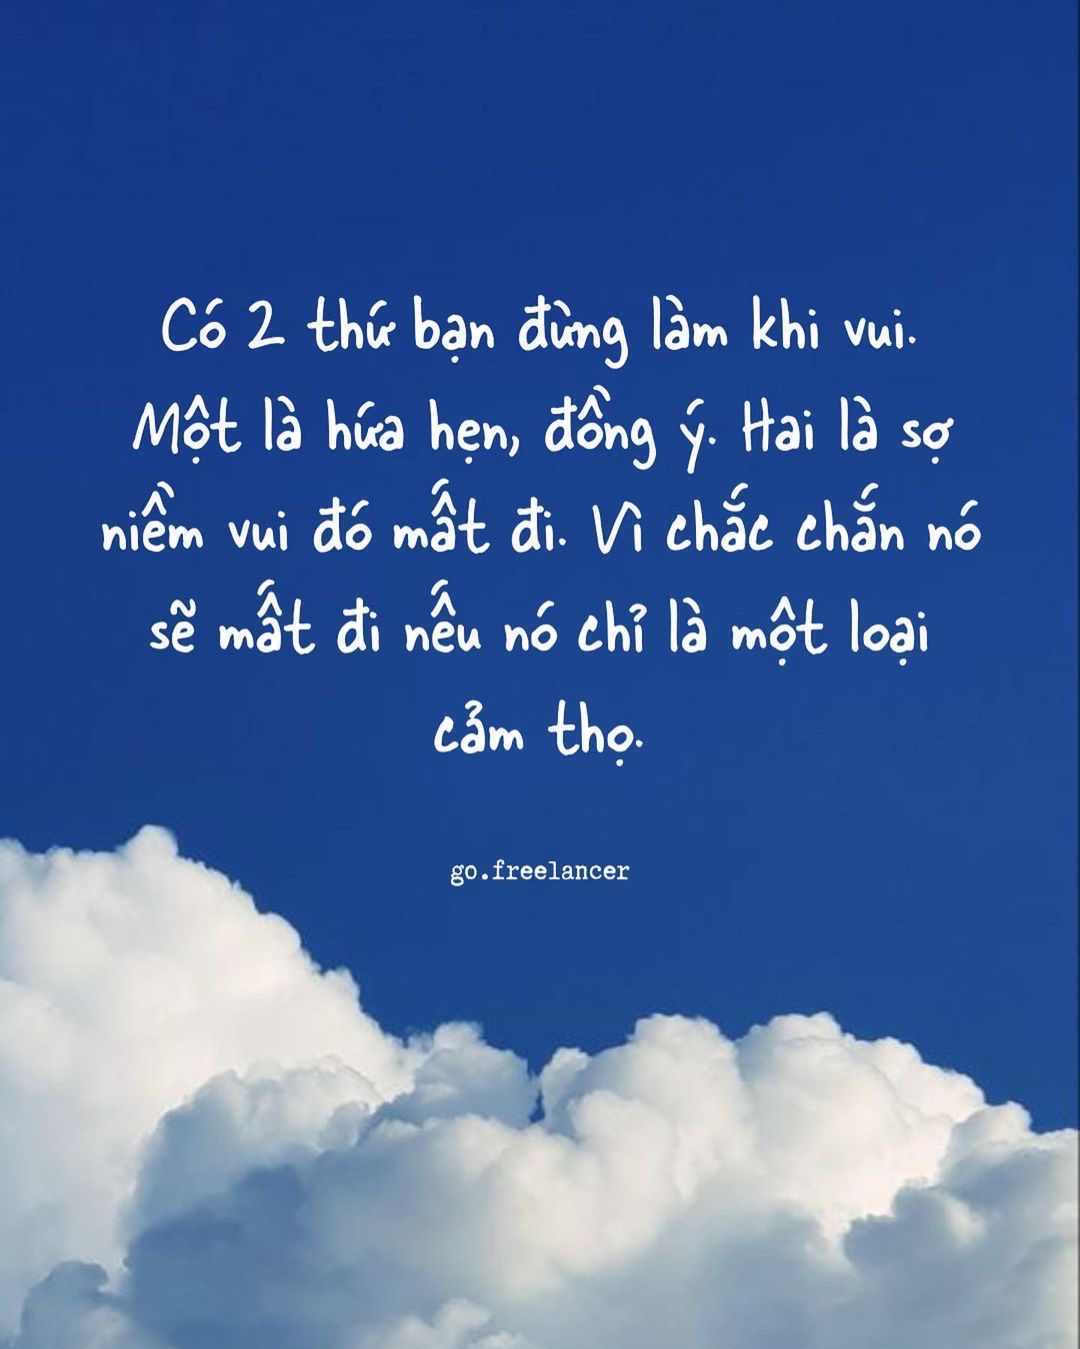 Có 2 thứ bạn đừng làm khi vui.
Một là hứa hẹn, đồng ý. Hai là sợ
niềm vui đó mất đi. Vì chắc chắn nó
sẽ mất đi nếu nó chỉ là một loại
cảm thọ.
go.freelancer